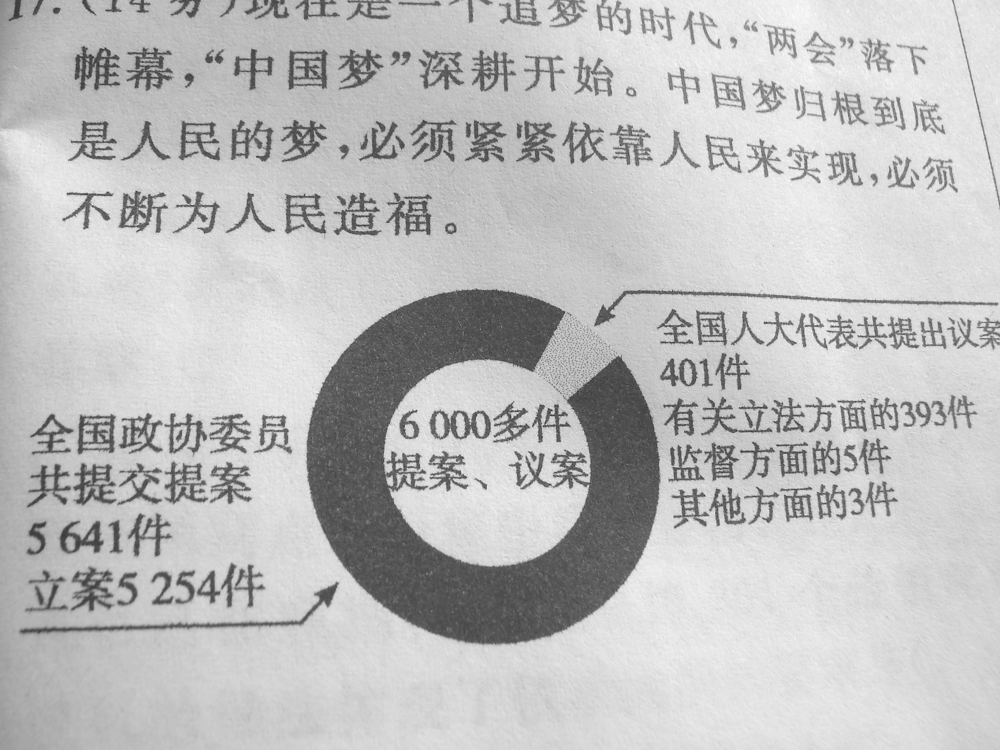 17.(14 分)现在是一个追梦的时代,“两会”落下
帷幕,“中国梦”深耕开始。中国梦归根到底
是人民的梦,必须紧紧依靠人民来实现,必须
不断为人民造福。
全国人大代表共提出议案
401件
有关立法方面的393件
监督方面的5件
其他方面的3件
6 000多件
提案、议案
全国政协委员
共提交提案
5 641件
立案5 254件